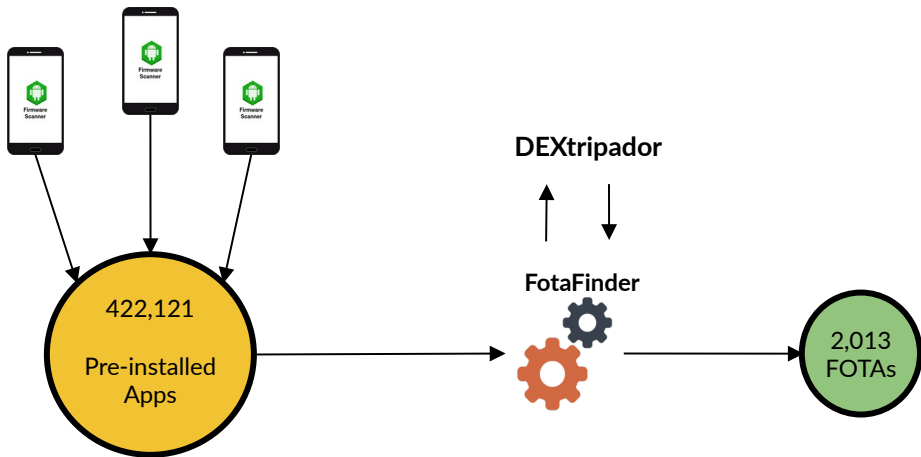 Firmware
Scanner
Firmware
Scanner
Firmware
Scanner
DEXtripador
FotaFinder
422,121
Pre-installed
Apps
2,013
FOTAs